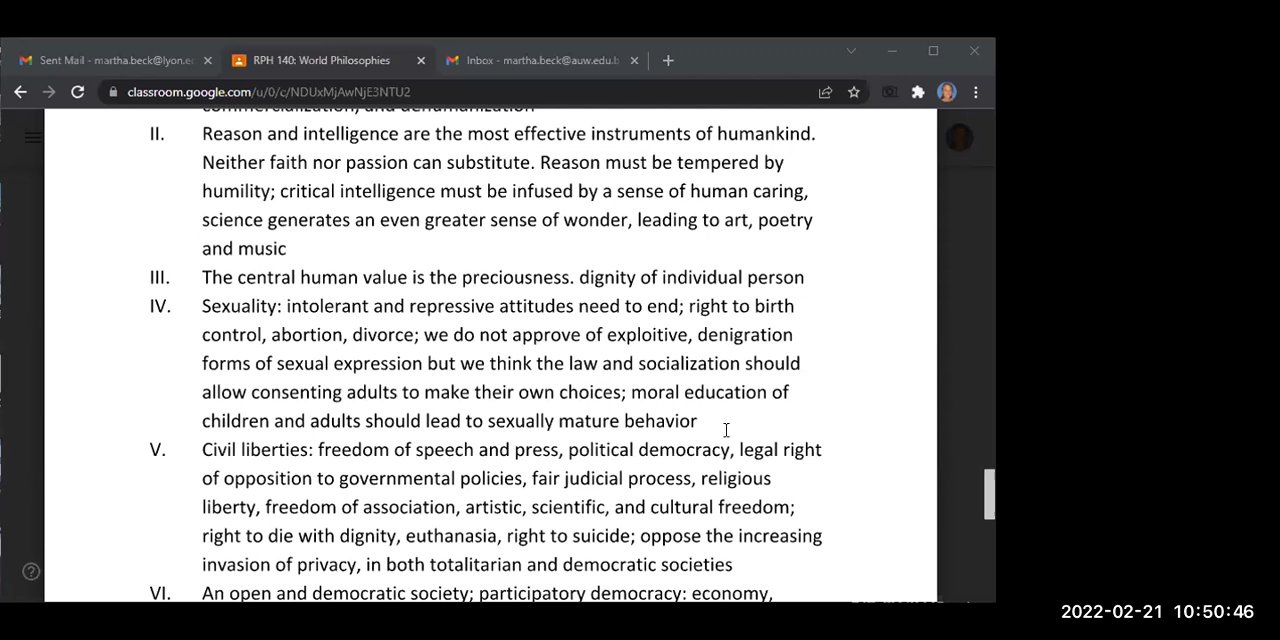 Sent Mail - martha.beck@lyon.e
RPH 140: World Philosophies
Inbox - martha.beck@auw.edu.b
classroom.google.com/u/0/c/NDUxMjAwNjE3NTU2
commercialization, and dehumanization
II. Reason and intelligence are the most effective instruments of humankind.
Neither faith nor passion can substitute. Reason must be tempered by
humility; critical intelligence must be infused by a sense of human caring,
science generates an even greater sense of wonder, leading to art, poetry
and music
III. The central human value is the preciousness. dignity of individual person
IV. Sexuality: intolerant and repressive attitudes need to end; right to birth
control, abortion, divorce; we do not approve of exploitive, denigration
forms of sexual expression but we think the law and socialization should
allow consenting adults to make their own choices; moral education of
children and adults should lead to sexually mature behavior
V. Civil liberties: freedom of speech and press, political democracy, legal right
of opposition to governmental policies, fair judicial process, religious
liberty, freedom of association, artistic, scientific, and cultural freedom;
right to die with dignity, euthanasia, right to suicide; oppose the increasing
invasion of privacy, in both totalitarian and democratic societies
VI. An open and democratic society; participatory democracy: economy,
2022-02-21 10:50:46